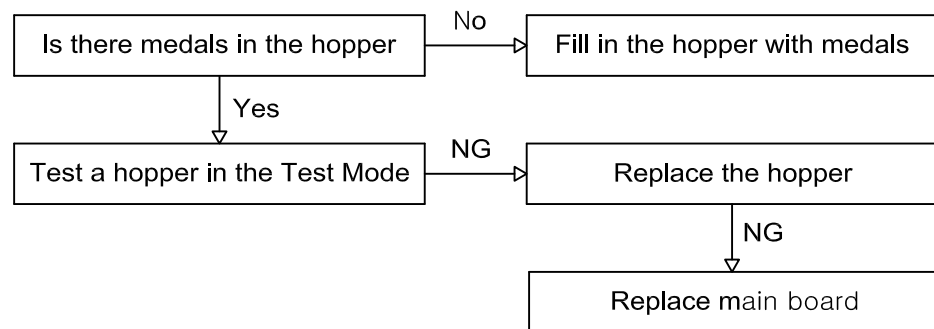 Is there medals in the hopper
No
Fill in the hopper with medals
Yes
Test a hopper in the Test Mode
NG
Replace the hopper
NG
Replace main board